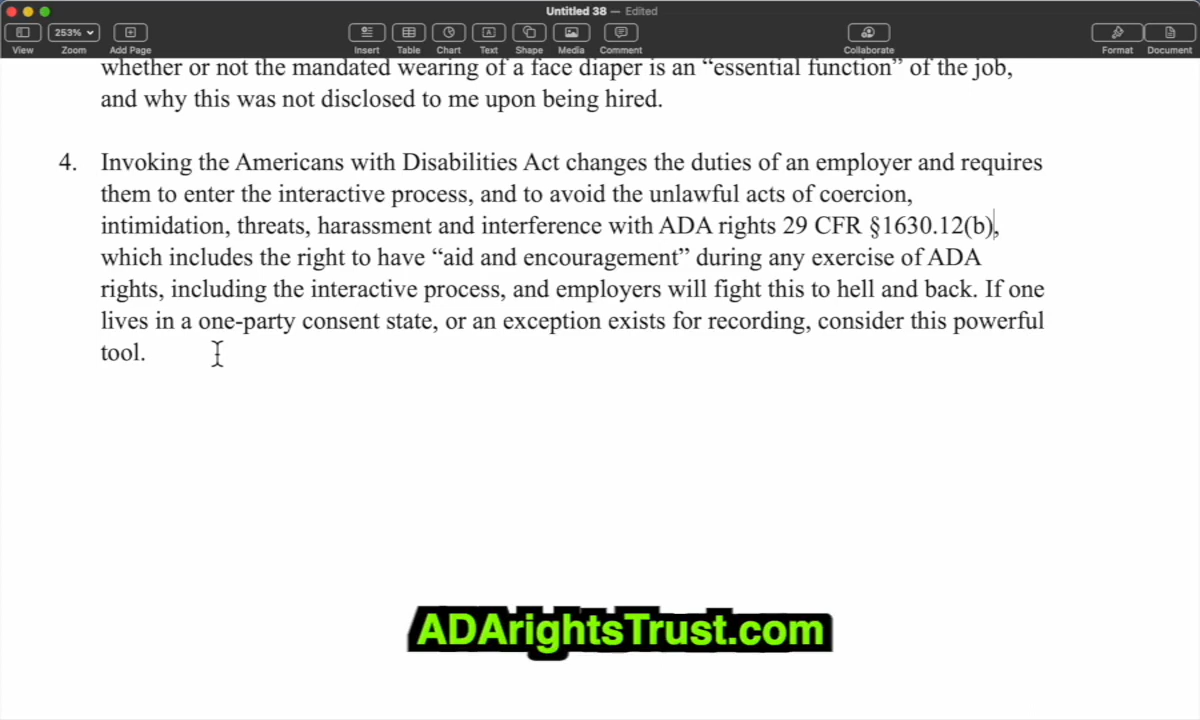 Untitled 38 — Edited
253%
View Zoom Add Page Insert Table Chart Text Shape Media Comment Collaborate Format Document
whether or not the mandated wearing of a face diaper is an “essential function” of the job,
and why this was not disclosed to me upon being hired.
4. Invoking the Americans with Disabilities Act changes the duties of an employer and requires
them to enter the interactive process, and to avoid the unlawful acts of coercion,
intimidation, threats, harassment and interference with ADA rights 29 CFR §1630.12(b),
which includes the right to have “aid and encouragement” during any exercise of ADA
rights, including the interactive process, and employers will fight this to hell and back. If one
lives in a one-party consent state, or an exception exists for recording, consider this powerful
tool.
ADArightsTrust.com